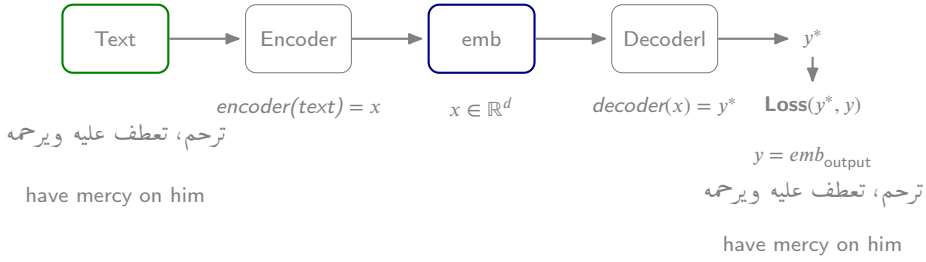 Text
Encoder
emb
Decoderl
y*
encoder(text) = x
x ∈ ℝ^d
decoder(x) = y*
Loss(y*, y)
ترحم، تعطف عليه ويرحمه
have mercy on him
y = emb_output
ترحم، تعطف عليه ويرحمه
have mercy on him